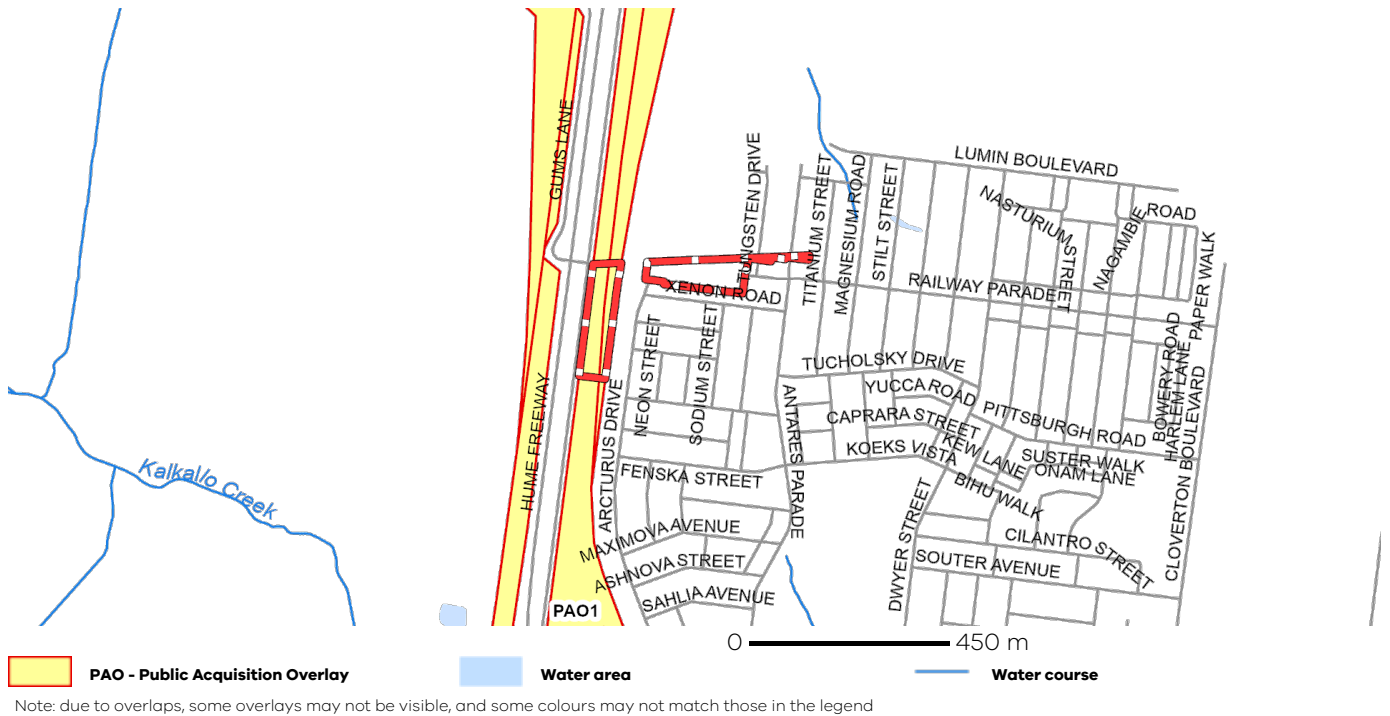 LUMIN BOULEVARD
GUMS LANE
TUNGSTEN DRIVE
TITANIUM STREET
MAGNESIUM ROAD
STILT STREET
NASTURIUM STREET
NAGAMBIE ROAD
PAPER WALK
XENON ROAD
RAILWAY PARADE
NEON STREET
SODIUM STREET
TUCHOLSKY DRIVE
YUCCA ROAD
CAPRARA STREET
PITTSBURGH ROAD
BOWERY ROAD
HARLEM LANE
HUME FREEWAY
ARCTURUS DRIVE
ANTARES PARADE
KOEKS VISTA
KEW LANE
SUSTER WALK
ONAM LANE
Kalkallo Creek
FENSKA STREET
BIHU WALK
CLOVERTON BOULEVARD
MAXIMOVA AVENUE
DWYER STREET
CILANTRO STREET
ASHNOVA STREET
SOUTER AVENUE
SAHLIA AVENUE
PAO1
0 450 m
PAO - Public Acquisition Overlay
Water area
Water course
Note: due to overlaps, some overlays may not be visible, and some colours may not match those in the legend